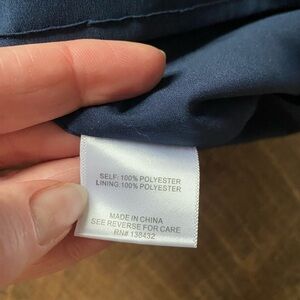 SELF: 100% POLYESTER
LINING:100% POLYESTER
MADE IN CHINA
SEE REVERSE FOR CARE
RN# 138432